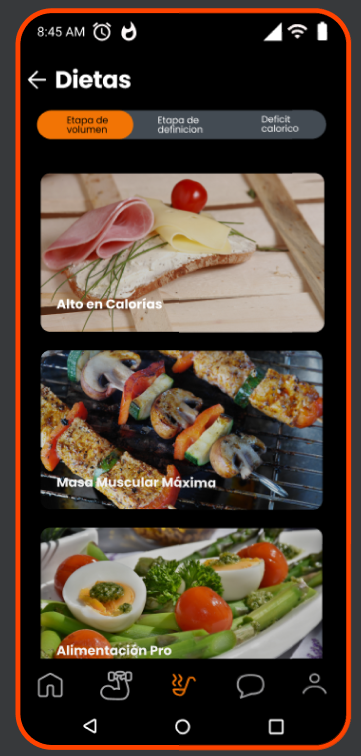 8:45 AM
Dietas
Etapa de
volumen
Etapa de
definicion
Deficit
calorico
Alto en Calorías
Masa Muscular Máxima
Alimentación Pro